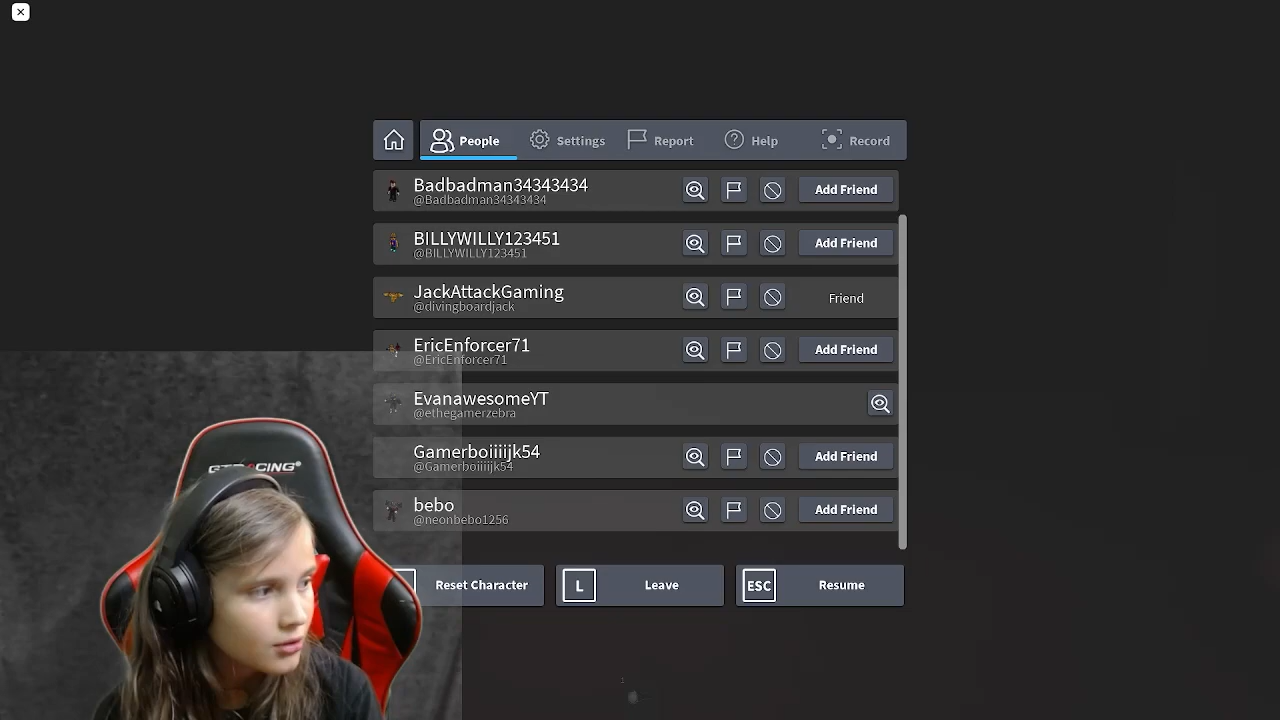 People
Settings
Report
Help
Record
Badbadman34343434
@Badbadman34343434
Add Friend
BILLYWILLY123451
@BILLYWILLY123451
Add Friend
JackAttackGaming
@divingboardjack
Friend
EricEnforcer71
@EricEnforcer71
Add Friend
EvanawesomeYT
@ethegamerzebra
Gamerboiiiijk54
@Gamerboiiiijk54
Add Friend
bebo
@neonbebo1256
Add Friend
Reset Character
L Leave
ESC Resume
GTRACING